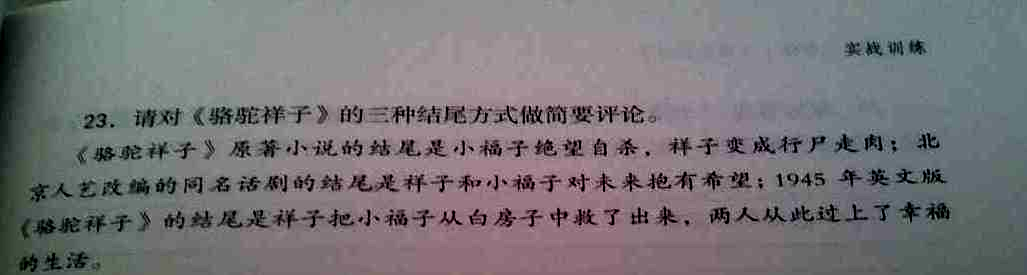 实战训练
23. 请对《骆驼祥子》的三种结尾方式做简要评论。
《骆驼祥子》原著小说的结尾是小福子绝望自杀，祥子变成行尸走肉；北
京人艺改编的同名话剧的结尾是祥子和小福子对未来抱有希望；1945 年英文版
《骆驼祥子》的结尾是祥子把小福子从白房子中救了出来，两人从此过上了幸福
的生活。